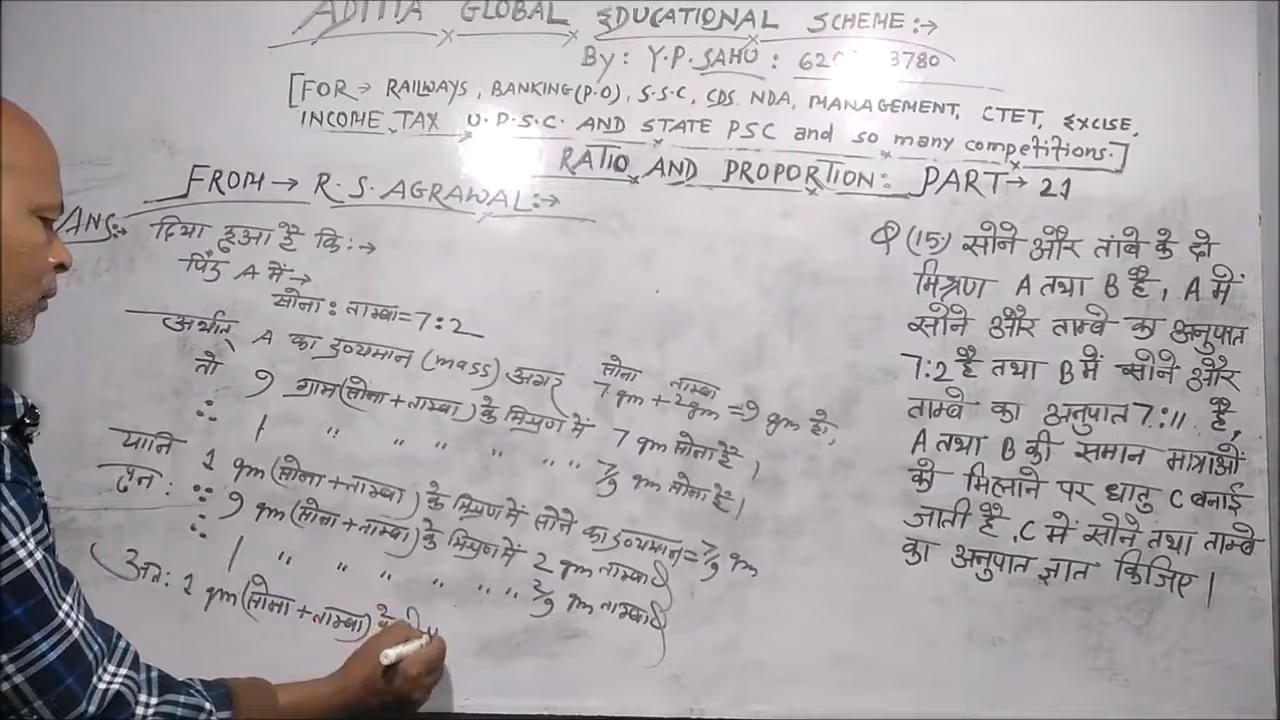 ADITIA GLOBAL EDUCATIONAL SCHEME:→
By: Y.P. SAHU: 3780
[FOR→ RAILWAYS, BANKING(P.O), S.S.C, CDS. NDA, MANAGEMENT, CTET, EXCISE,
INCOME TAX U.P.S.C. AND STATE PSC and so many competitions.]
RATIO AND PROPORTION: PART→ 21
FROM→ R.S. AGRAWAL:→
ANS:→ दिया हुआ है कि:→
पिंड A में→
सोना : ताम्बा = 7:2
अर्थात् A का द्रव्यमान (mass) अगर सोना 7 gm + ताम्बा 2gm = 9 gm हो,
तो 9 ग्राम(सोना + ताम्बा) के मिश्रण में 7 gm सोना है।
∴ 1 " " " " " " 7/9 gm सोना है।
यानि 1 gm(सोना + ताम्बा) के मिश्रण में सोने का द्रव्यमान = 7/9 gm
पुन: ∵ 9 gm(सोना + ताम्बा) के मिश्रण में 2 gm ताम्बा है
∴ 1 " " " " " " 2/9 gm ताम्बा है
अत: 1 gm(सोना + ताम्बा) के
Q (15) सोने और तांबे के दो
मिश्रण A तथा B है, A में
सोने और ताम्बे का अनुपात
7:2 है तथा B में सोने और
ताम्बे का अनुपात 7:11 है,
A तथा B की समान मात्राओं
को मिलाने पर धातु C बनाई
जाती है, C में सोने तथा ताम्बे
का अनुपात ज्ञात किजिए।